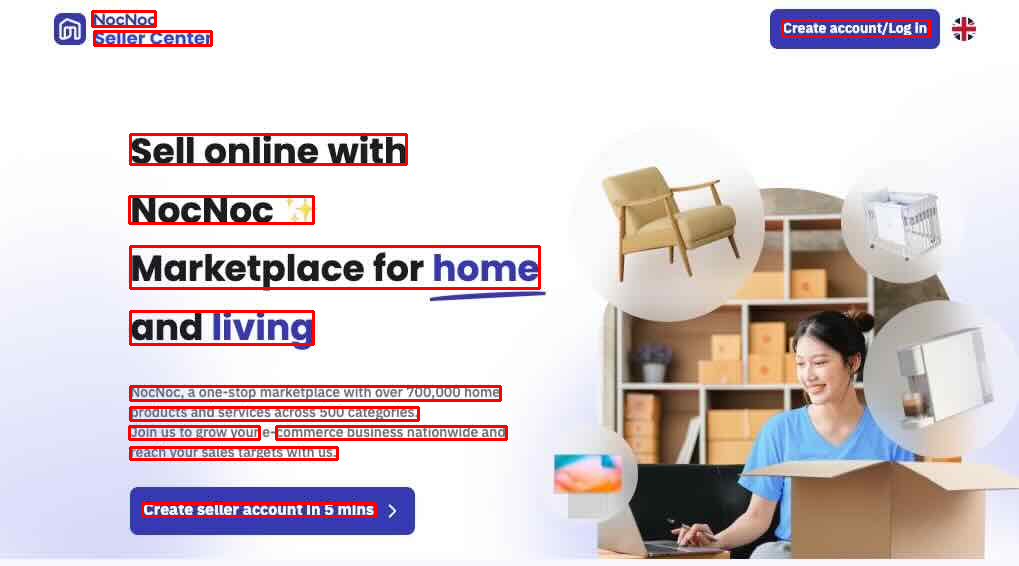 NocNoc
Seller Center
Create account/Log in
Sell online with
NocNoc ✨
Marketplace for home
and living
NocNoc, a one-stop marketplace with over 700,000 home
products and services across 500 categories.
Join us to grow your e-commerce business nationwide and
reach your sales targets with us.
Create seller account in 5 mins